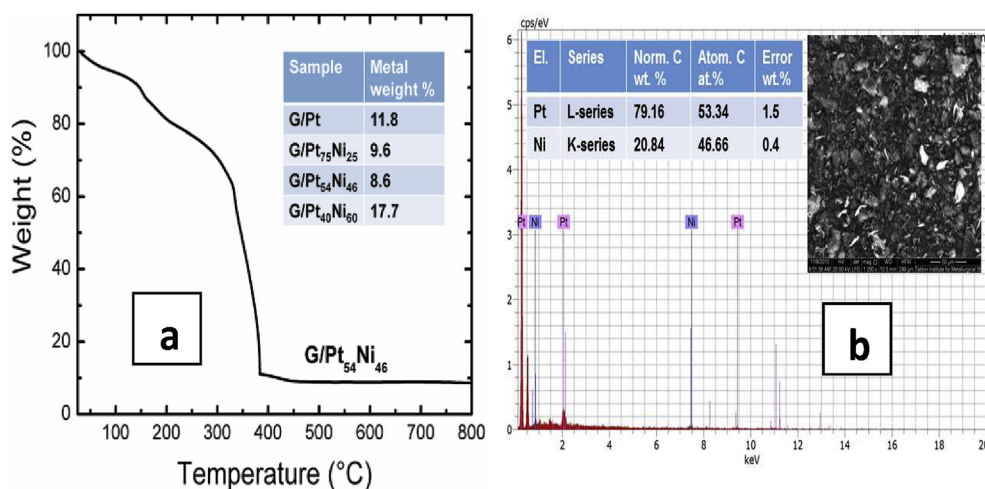 100
80
60
40
20
0
Weight (%)
100 200 300 400 500 600 700 800
Temperature (°C)
Sample Metal weight %
G/Pt 11.8
G/Pt₇₅Ni₂₅ 9.6
G/Pt₅₄Ni₄₆ 8.6
G/Pt₄₀Ni₆₀ 17.7
a
G/Pt₅₄Ni₄₆
cps/eV
6
5
4
3
2
1
0
El. Series Norm. C wt. % Atom. C at.% Error wt.%
Pt L-series 79.16 53.34 1.5
Ni K-series 20.84 46.66 0.4
Pt Ni Pt Ni Pt
b
2 4 6 8 10 12 14 16 18 20
keV